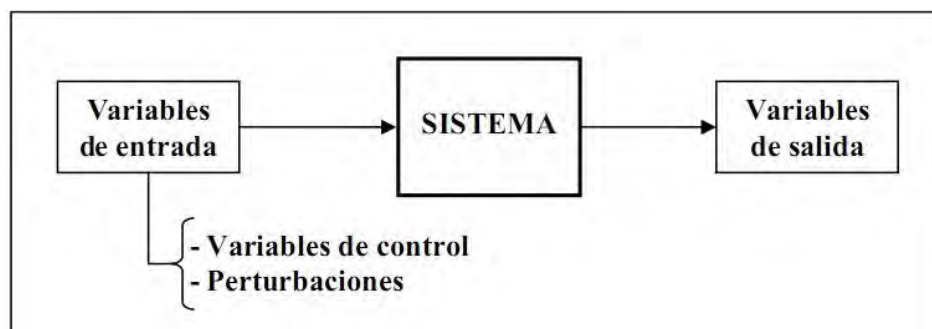 Variables
de entrada
SISTEMA
Variables
de salida
- Variables de control
- Perturbaciones